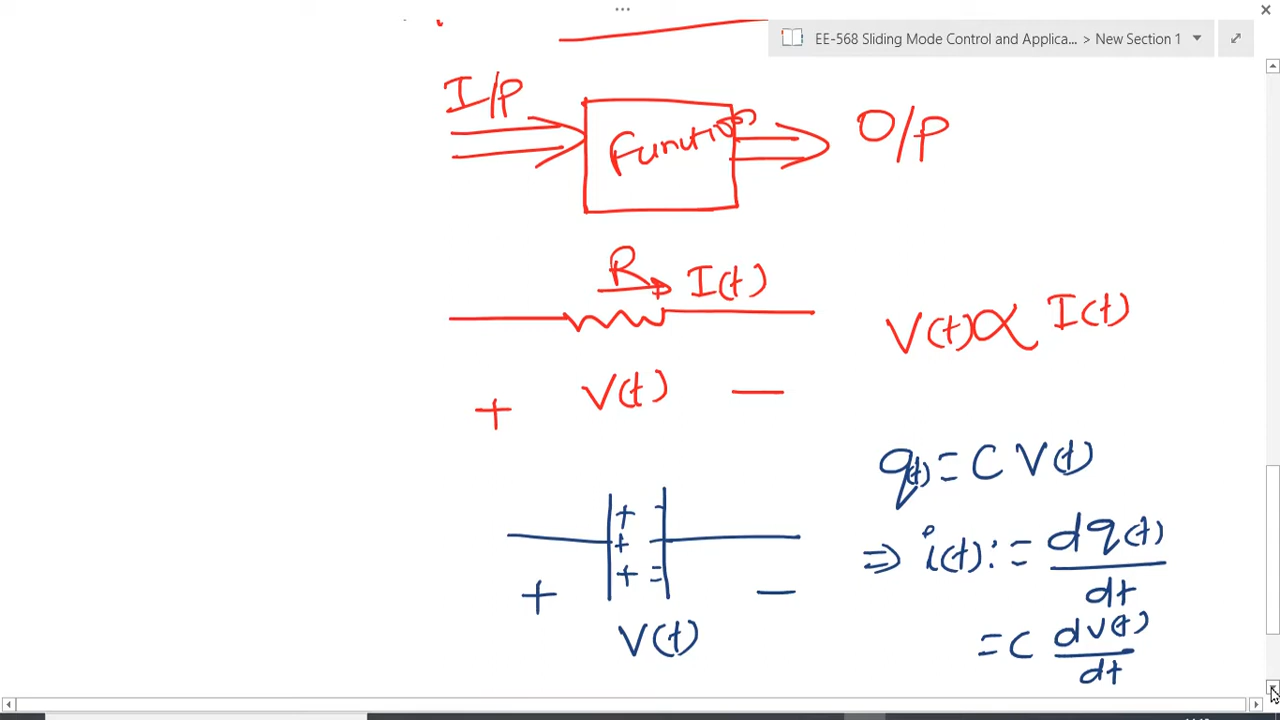 EE-568 Sliding Mode Control and Applica... > New Section 1
I/P
Function
O/P
R
I(t)
V(t) ∝ I(t)
+ V(t) −
q(t) = C V(t)
+ −
+ −
+ =
⇒ i(t) := dq(t)/dt
+ −
V(t)
= C dv(t)/dt